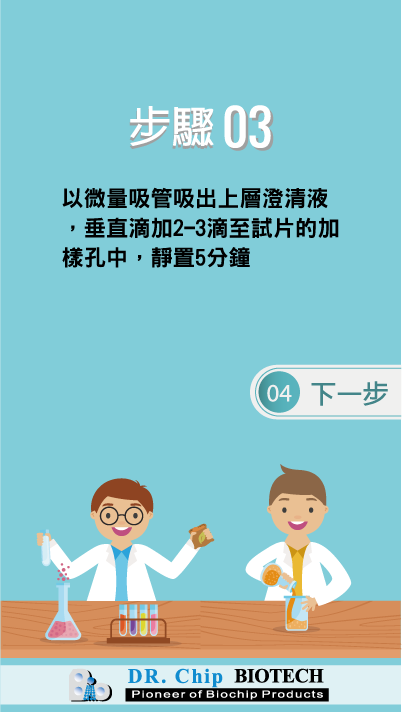 步驟 03
以微量吸管吸出上層澄清液
，垂直滴加2-3滴至試片的加
樣孔中，靜置5分鐘
04 下一步
DR. Chip BIOTECH
Pioneer of Biochip Products